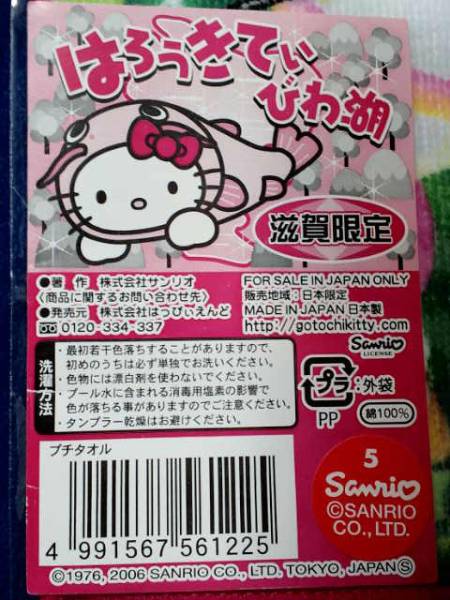 はろうきてぃ
びわ湖
滋賀限定
●著　作　株式会社サンリオ
〈商品に関するお問い合わせ先〉
●発売元　株式会社はっぴぃえんど
0120-334-337
FOR SALE IN JAPAN ONLY
販売地域：日本限定
MADE IN JAPAN 日本製
http://gotochikitty.com
Sanrio
LICENSE
洗濯方法
・最初若干色落ちすることがありますので、
初めのうちは必ず単独でお洗いください。
・色物には漂白剤を使わないでください。
・プール水に含まれる消毒用塩素の影響で
色が落ちる事がありますのでご注意ください。
・タンブラー乾燥はお避けください。
プラ：外袋
PP
綿100%
プチタオル
4 991567 561225
5
Sanrio
©SANRIO
CO., LTD.
©1976, 2006 SANRIO CO., LTD. TOKYO, JAPAN Ⓢ